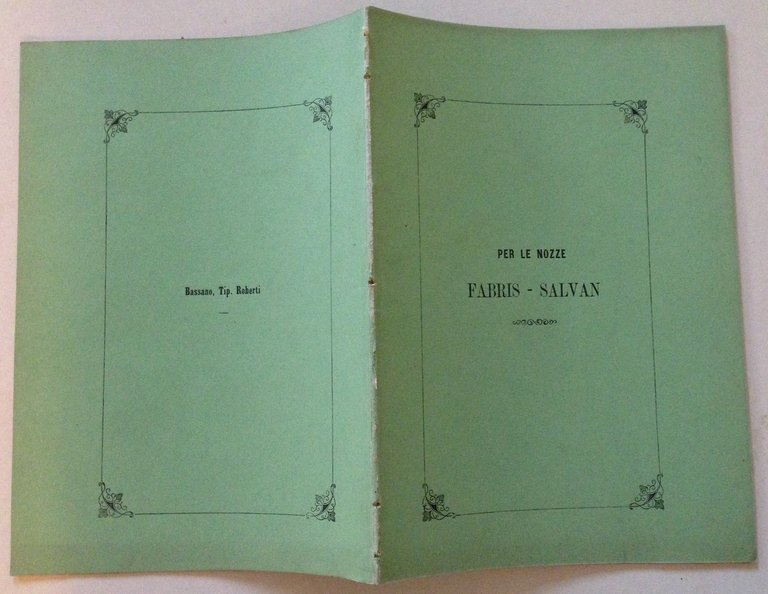 Bassano, Tip. Roberti
PER LE NOZZE
FABRIS - SALVAN